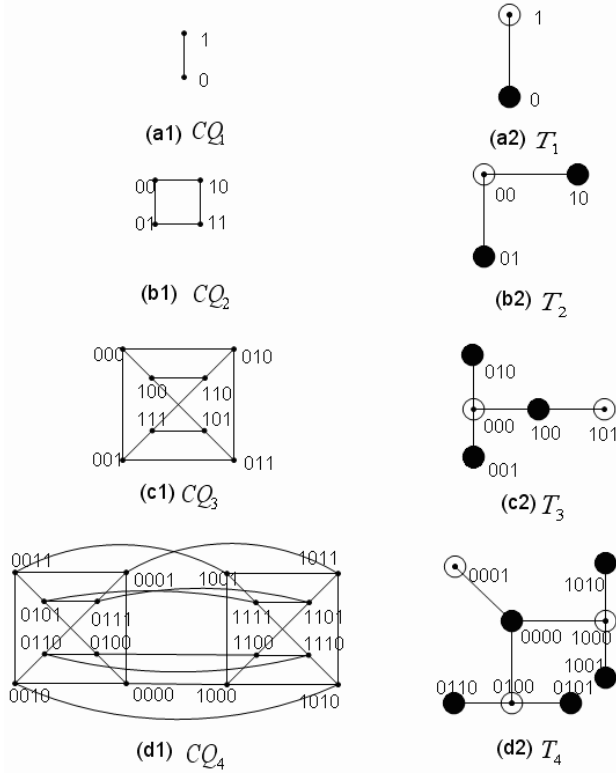 1
0
(a1) CQ₁
1
0
(a2) T₁
00 10
01 11
(b1) CQ₂
00 10
01
(b2) T₂
000 010
100 110
111 101
001 011
(c1) CQ₃
010
000 100 101
001
(c2) T₃
0011 0001 1001 1011
0101 0111 1111 1101
0110 0100 1100 1110
0010 0000 1000 1010
(d1) CQ₄
0001 1010
0000 1000
1001
0110 0100 0101
(d2) T₄